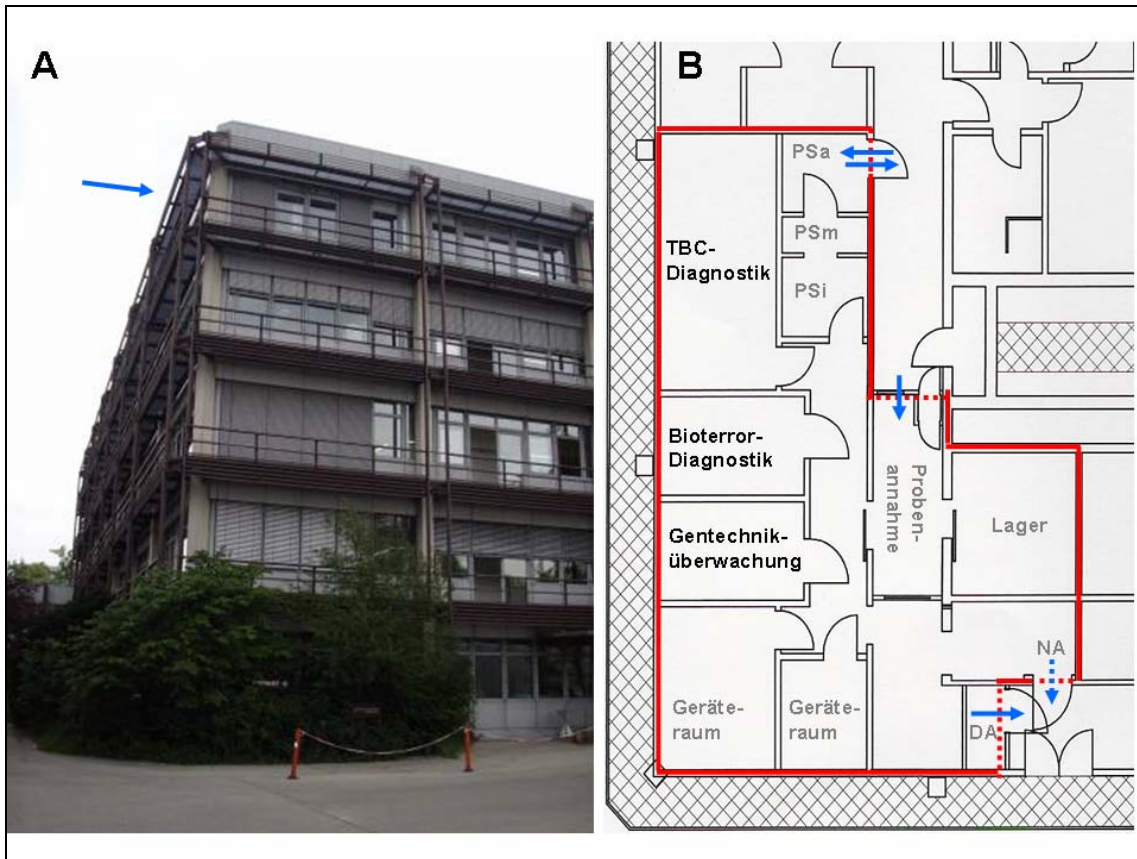 A
B
PSa
PSm
TBC-
Diagnostik
PSi
Bioterror-
Diagnostik
Proben-
annahme
Lager
Gentechnik-
überwachung
NA
Geräte-
raum
Geräte-
raum
DA